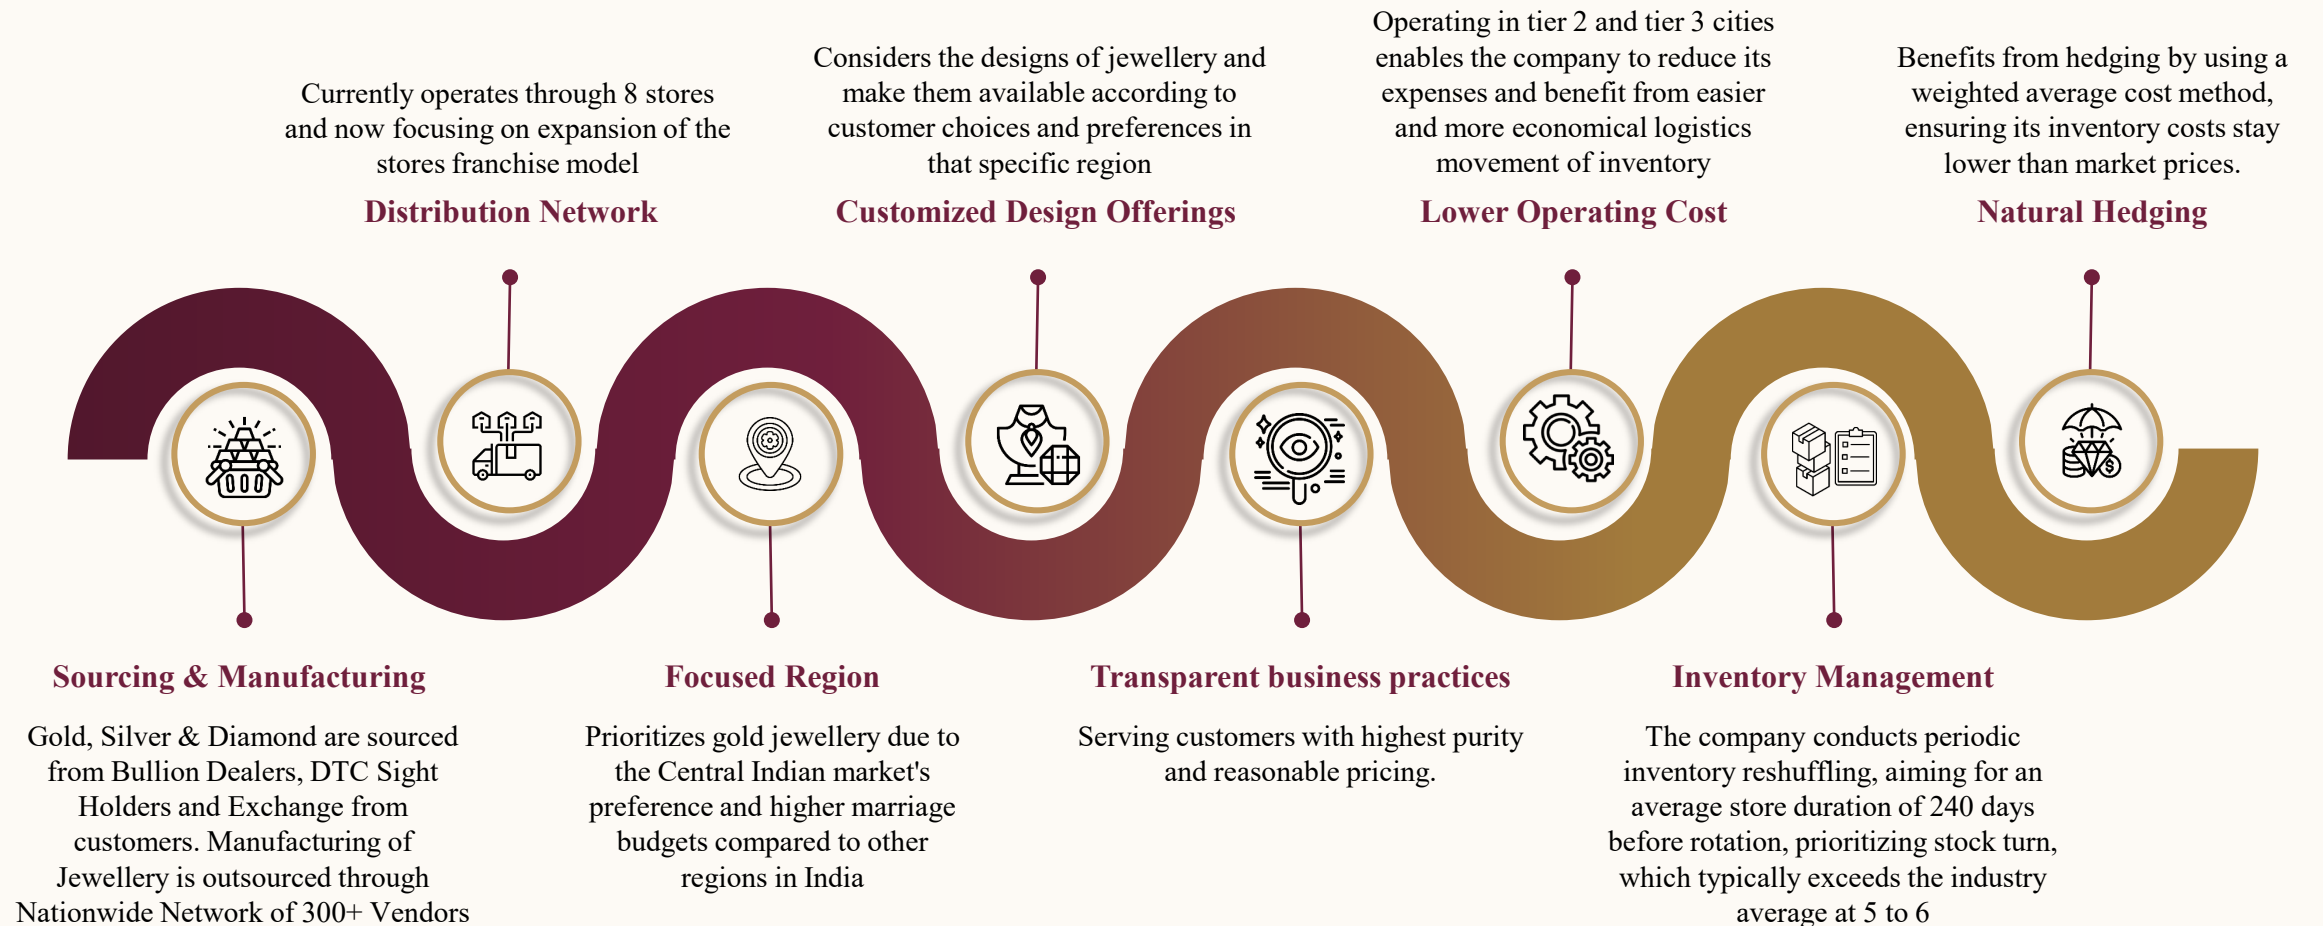 Currently operates through 8 stores
and now focusing on expansion of the
stores franchise model
Distribution Network
Considers the designs of jewellery and
make them available according to
customer choices and preferences in
that specific region
Customized Design Offerings
Operating in tier 2 and tier 3 cities
enables the company to reduce its
expenses and benefit from easier
and more economical logistics
movement of inventory
Lower Operating Cost
Benefits from hedging by using a
weighted average cost method,
ensuring its inventory costs stay
lower than market prices.
Natural Hedging
Sourcing & Manufacturing
Gold, Silver & Diamond are sourced
from Bullion Dealers, DTC Sight
Holders and Exchange from
customers. Manufacturing of
Jewellery is outsourced through
Nationwide Network of 300+ Vendors
Focused Region
Prioritizes gold jewellery due to
the Central Indian market's
preference and higher marriage
budgets compared to other
regions in India
Transparent business practices
Serving customers with highest purity
and reasonable pricing.
Inventory Management
The company conducts periodic
inventory reshuffling, aiming for an
average store duration of 240 days
before rotation, prioritizing stock turn,
which typically exceeds the industry
average at 5 to 6